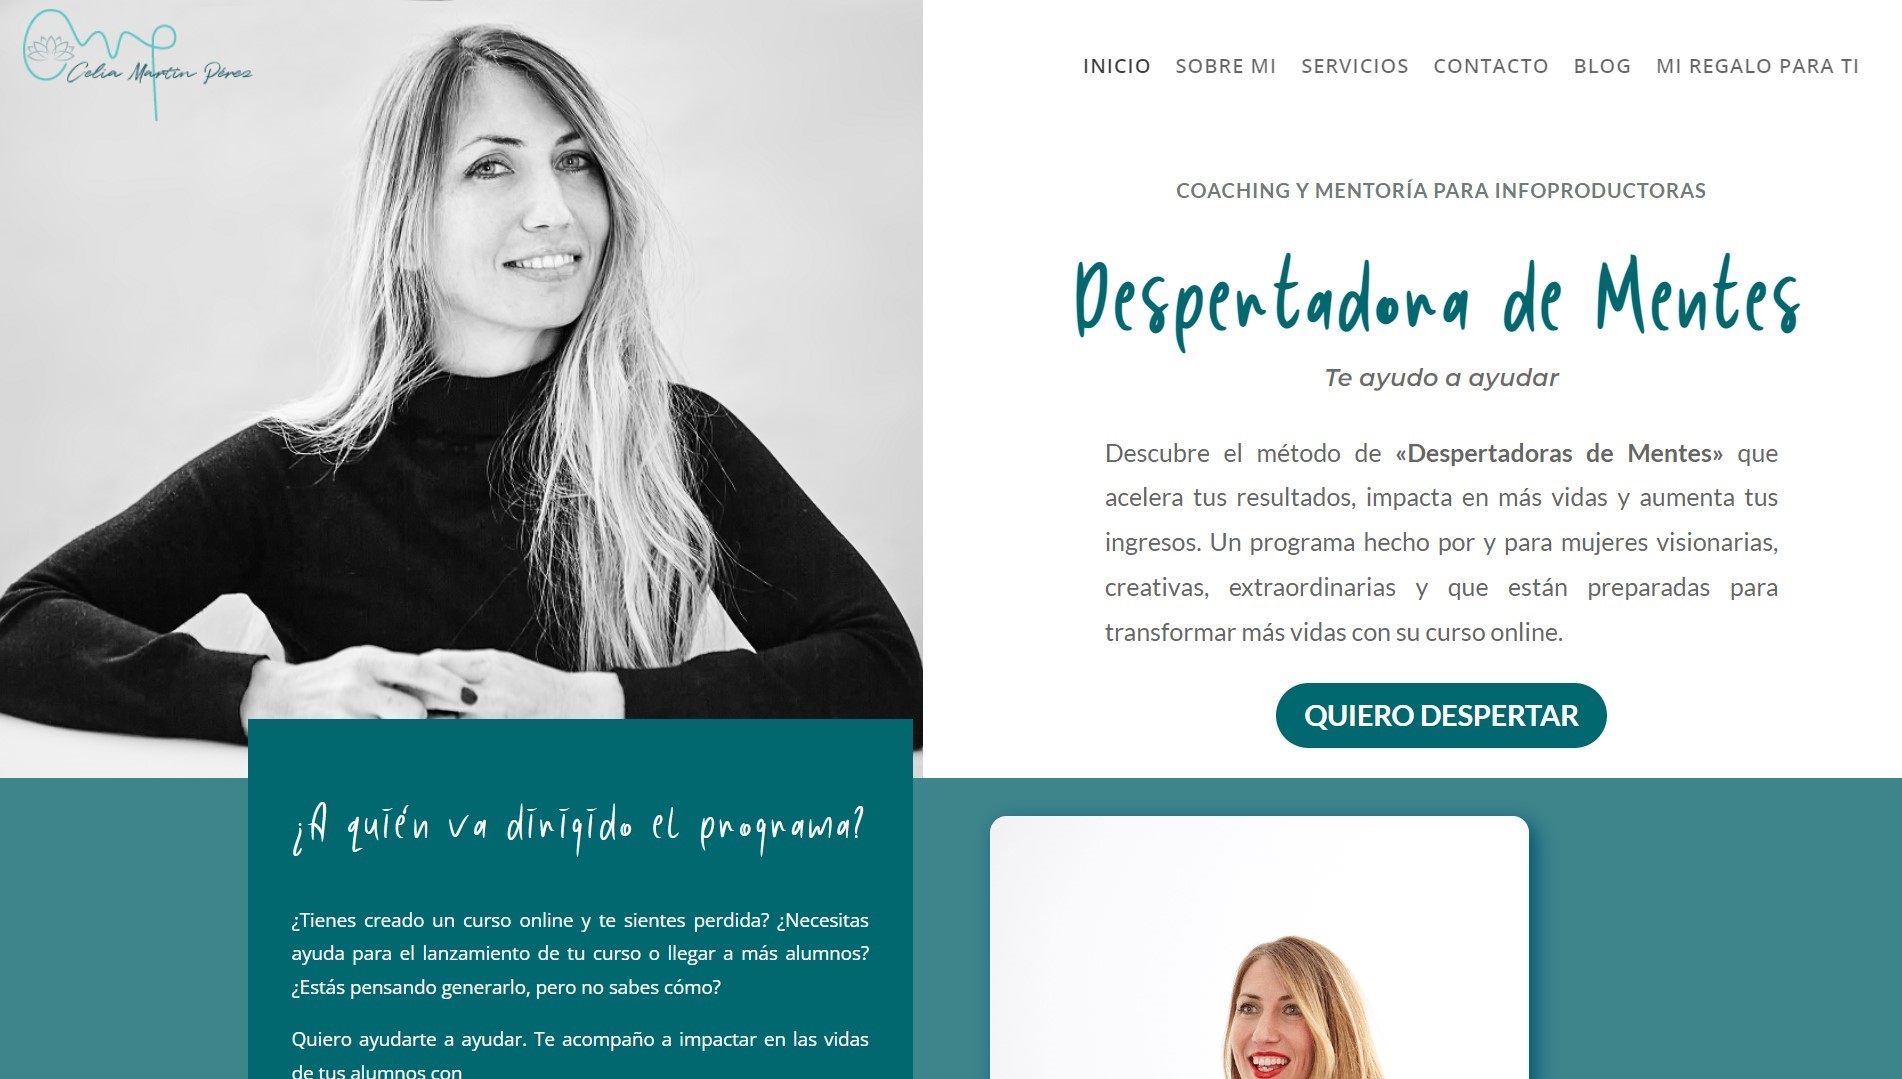 Celia Martín Pérez
INICIO SOBRE MI SERVICIOS CONTACTO BLOG MI REGALO PARA TI
COACHING Y MENTORÍA PARA INFOPRODUCTORAS
Despertadora de Mentes
Te ayudo a ayudar
Descubre el método de «Despertadoras de Mentes» que
acelera tus resultados, impacta en más vidas y aumenta tus
ingresos. Un programa hecho por y para mujeres visionarias,
creativas, extraordinarias y que están preparadas para
transformar más vidas con su curso online.
QUIERO DESPERTAR
¿A quién va dirigido el programa?
¿Tienes creado un curso online y te sientes perdida? ¿Necesitas
ayuda para el lanzamiento de tu curso o llegar a más alumnos?
¿Estás pensando generarlo, pero no sabes cómo?
Quiero ayudarte a ayudar. Te acompaño a impactar en las vidas
de tus alumnos con